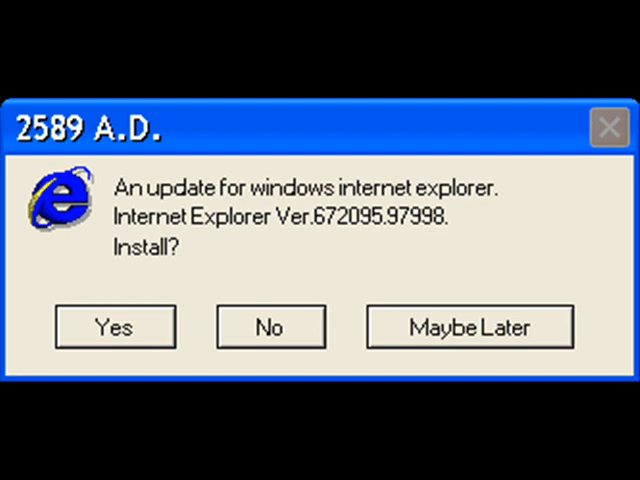 2589 A.D.
An update for windows internet explorer.
Internet Explorer Ver.672095.97998.
Install?
Yes No Maybe Later